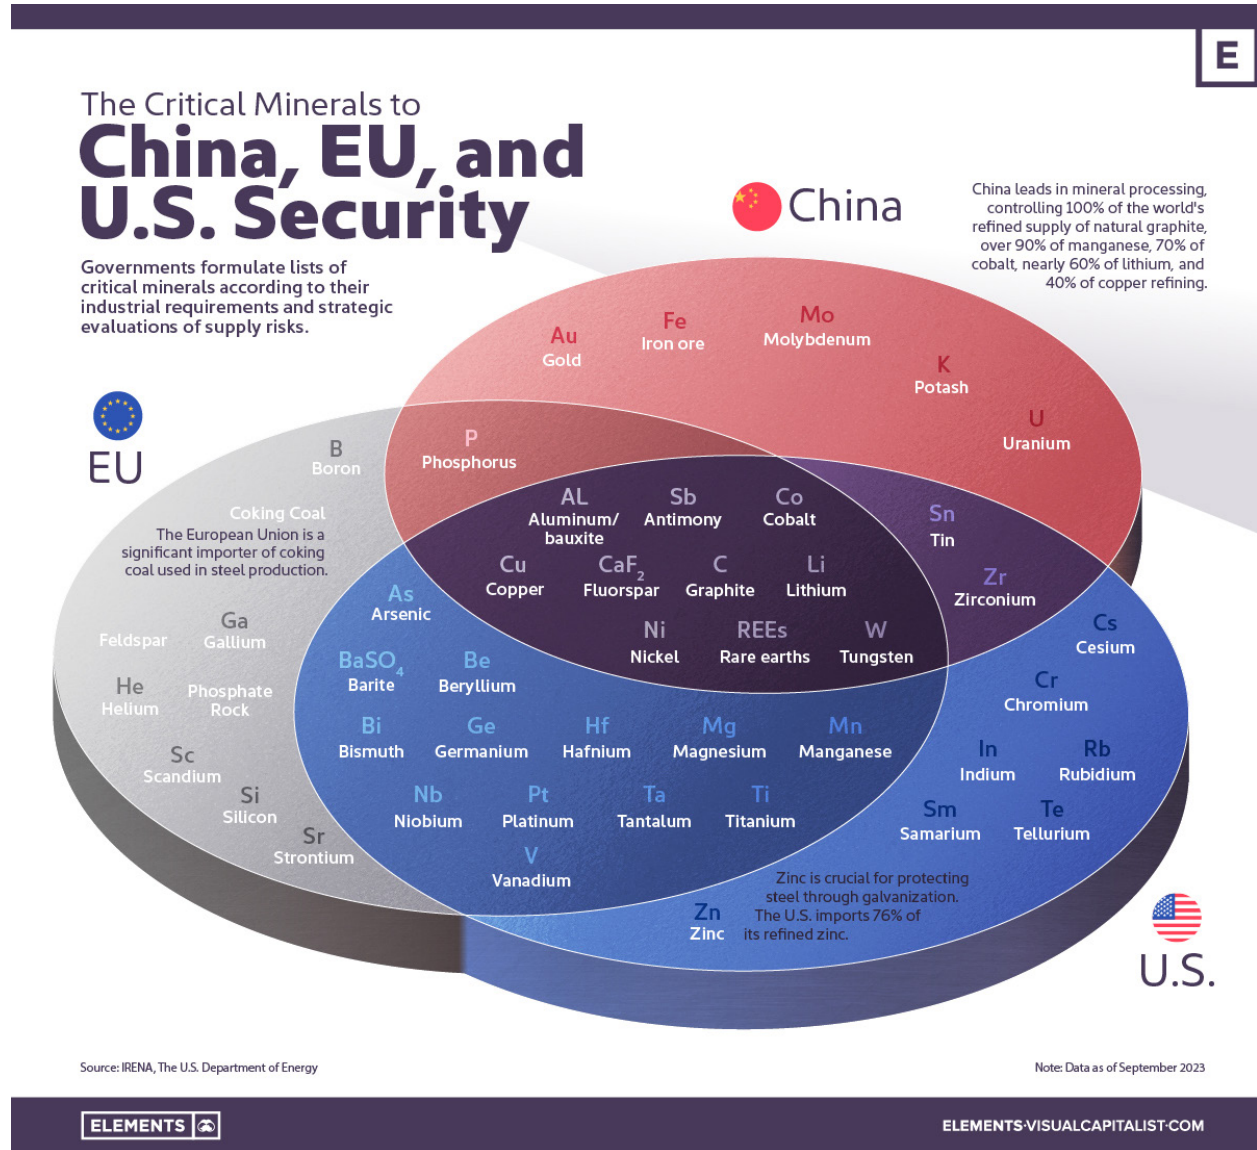 E
The Critical Minerals to
China, EU, and
U.S. Security
Governments formulate lists of
critical minerals according to their
industrial requirements and strategic
evaluations of supply risks.
China
China leads in mineral processing,
controlling 100% of the world's
refined supply of natural graphite,
over 90% of manganese, 70% of
cobalt, nearly 60% of lithium, and
40% of copper refining.
Au
Gold
Fe
Iron ore
Mo
Molybdenum
K
Potash
U
Uranium
EU
B
Boron
P
Phosphorus
Coking Coal
The European Union is a
significant importer of coking
coal used in steel production.
AL
Aluminum/
bauxite
Sb
Antimony
Co
Cobalt
Sn
Tin
Cu
Copper
CaF2
Fluorspar
C
Graphite
Li
Lithium
Zr
Zirconium
As
Arsenic
Ni
Nickel
REEs
Rare earths
W
Tungsten
Cs
Cesium
Feldspar
Ga
Gallium
He
Helium
Phosphate
Rock
BaSO4
Barite
Be
Beryllium
Cr
Chromium
Sc
Scandium
Bi
Bismuth
Ge
Germanium
Hf
Hafnium
Mg
Magnesium
Mn
Manganese
In
Indium
Rb
Rubidium
Si
Silicon
Nb
Niobium
Pt
Platinum
Ta
Tantalum
Ti
Titanium
Sm
Samarium
Te
Tellurium
Sr
Strontium
V
Vanadium
Zinc is crucial for protecting
steel through galvanization.
The U.S. imports 76% of
its refined zinc.
Zn
Zinc
U.S.
Source: IRENA, The U.S. Department of Energy
Note: Data as of September 2023
ELEMENTS
ELEMENTS·VISUALCAPITALIST·COM